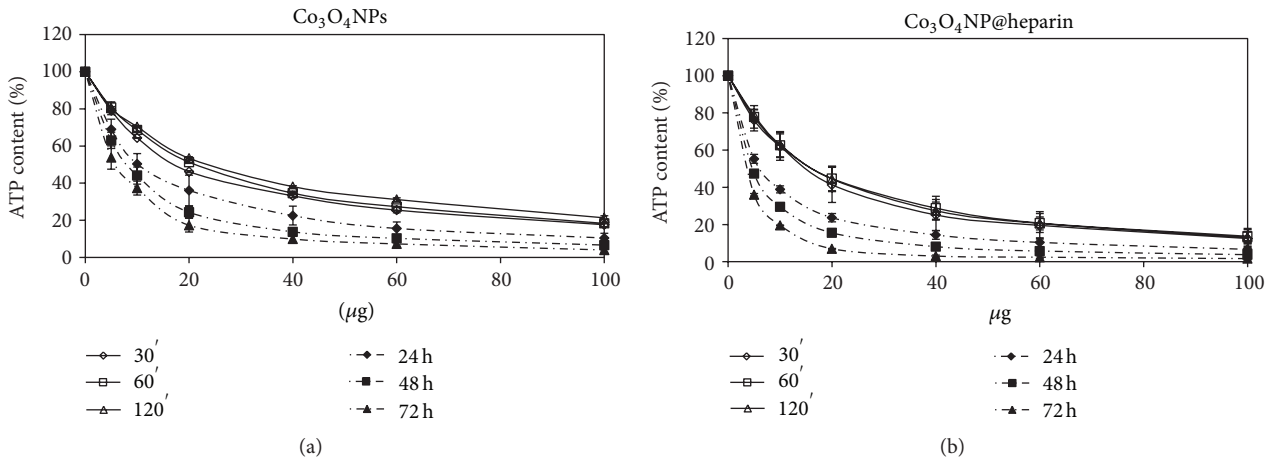 Co₃O₄NPs
120
100
80
60
40
20
0
ATP content (%)
0 20 40 60 80 100
(μg)
30′
60′
120′
24 h
48 h
72 h
(a)
Co₃O₄NP@heparin
120
100
80
60
40
20
0
ATP content (%)
0 20 40 60 80 100
μg
30′
60′
120′
24 h
48 h
72 h
(b)